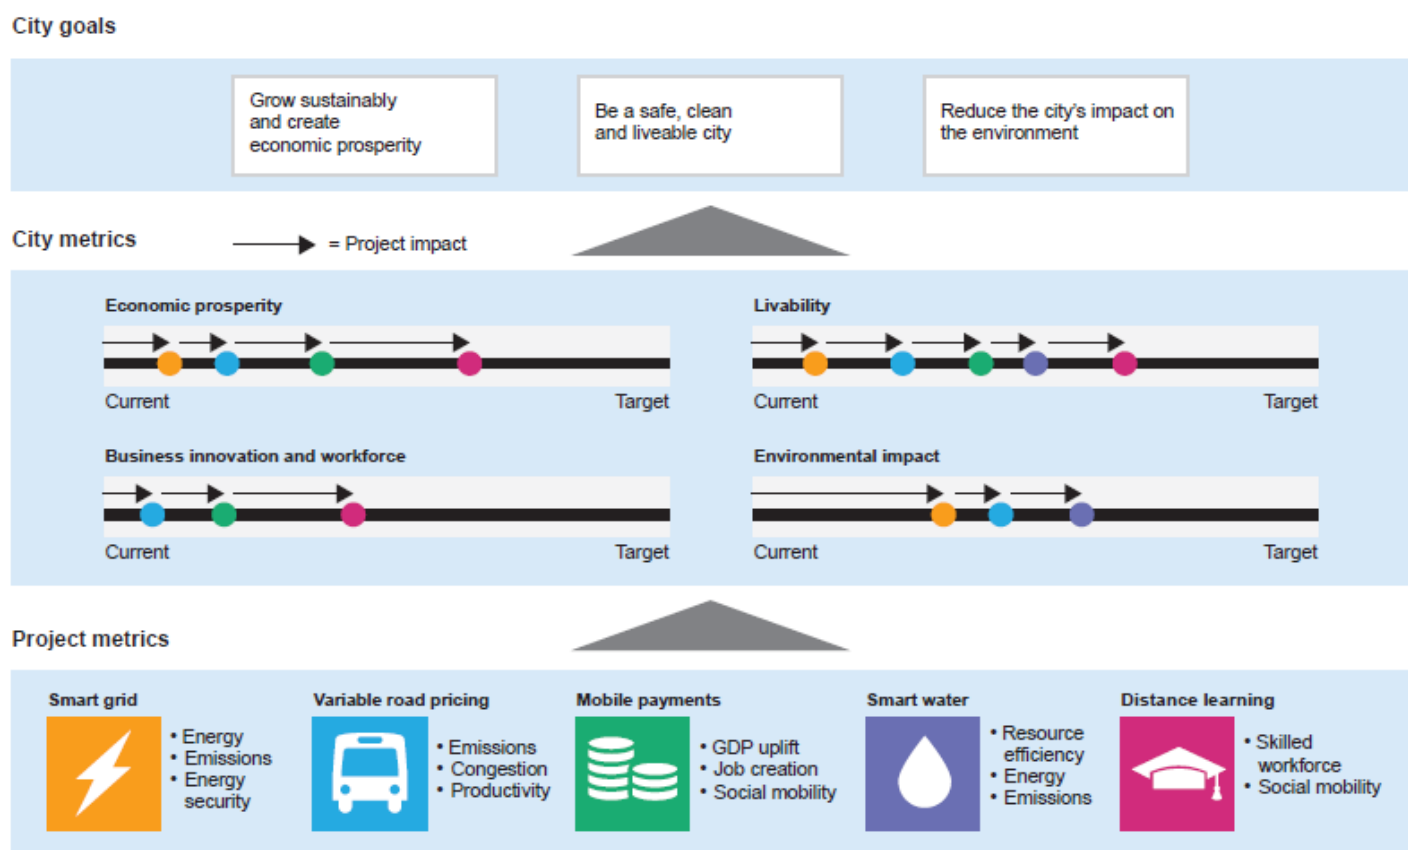 City goals
Grow sustainably
and create
economic prosperity
Be a safe, clean
and liveable city
Reduce the city's impact on
the environment
City metrics
= Project impact
Economic prosperity
Current
Target
Livability
Current
Target
Business innovation and workforce
Current
Target
Environmental impact
Current
Target
Project metrics
Smart grid
• Energy
• Emissions
• Energy
security
Variable road pricing
• Emissions
• Congestion
• Productivity
Mobile payments
• GDP uplift
• Job creation
• Social mobility
Smart water
• Resource
efficiency
• Energy
• Emissions
Distance learning
• Skilled
workforce
• Social mobility